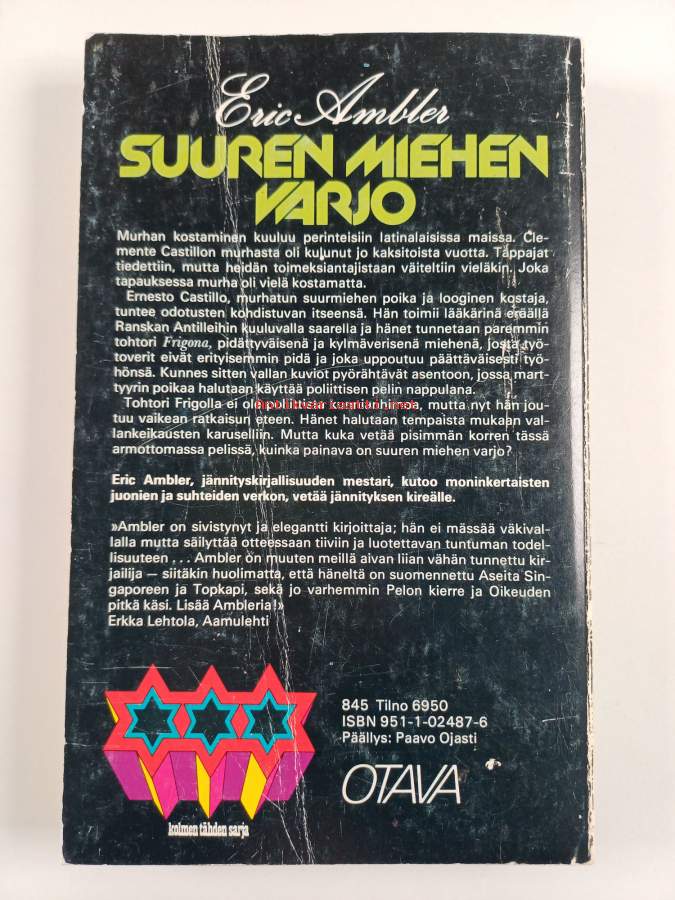 Eric Ambler
SUUREN MIEHEN
VARJO
Murhan kostaminen kuuluu perinteisiin latinalaisissa maissa. Cle-
mente Castillon murhasta oli kulunut jo kaksitoista vuotta. Tappajat
tiedettiin, mutta heidän toimeksiantajistaan väiteltiin vieläkin. Joka
tapauksessa murha oli vielä kostamatta.
Ernesto Castillo, murhatun suurmiehen poika ja looginen kostaja,
tuntee odotusten kohdistuvan itseensä. Hän toimii lääkärinä eräällä
Ranskan Antilleihin kuuluvalla saarella ja hänet tunnetaan paremmin
tohtori Frigona, pidättyväisenä ja kylmäverisenä miehenä, josta työ-
toverit eivät erityisemmin pidä ja joka uppoutuu päättäväisesti työ-
hönsä. Kunnes sitten vallan kuviot pyörähtävät asentoon, jossa mart-
tyyrin poikaa halutaan käyttää poliittisen pelin nappulana.
Tohtori Frigolla ei ole poliittista kunnianhimoa, mutta nyt hän jou-
tuu vaikean ratkaisun eteen. Hänet halutaan tempaista mukaan val-
lankeikausten karuselliin. Mutta kuka vetää pisimmän korren tässä
armottomassa pelissä, kuinka painava on suuren miehen varjo?
Eric Ambler, jännityskirjallisuuden mestari, kutoo moninkertaisten
juonien ja suhteiden verkon, vetää jännityksen kireälle.
»Ambler on sivistynyt ja elegantti kirjoittaja; hän ei mässää väkival-
lalla mutta säilyttää otteessaan tiiviin ja luotettavan tuntuman todel-
lisuuteen . . . Ambler on muuten meillä aivan liian vähän tunnettu kir-
jailija — siitäkin huolimatta, että häneltä on suomennettu Aseita Sin-
gaporeen ja Topkapi, sekä jo varhemmin Pelon kierre ja Oikeuden
pitkä käsi. Lisää Ambleria!»
Erkka Lehtola, Aamulehti
845 Tilno 6950
ISBN 951-1-02487-6
Päällys: Paavo Ojasti
OTAVA
kolmen tähden sarja